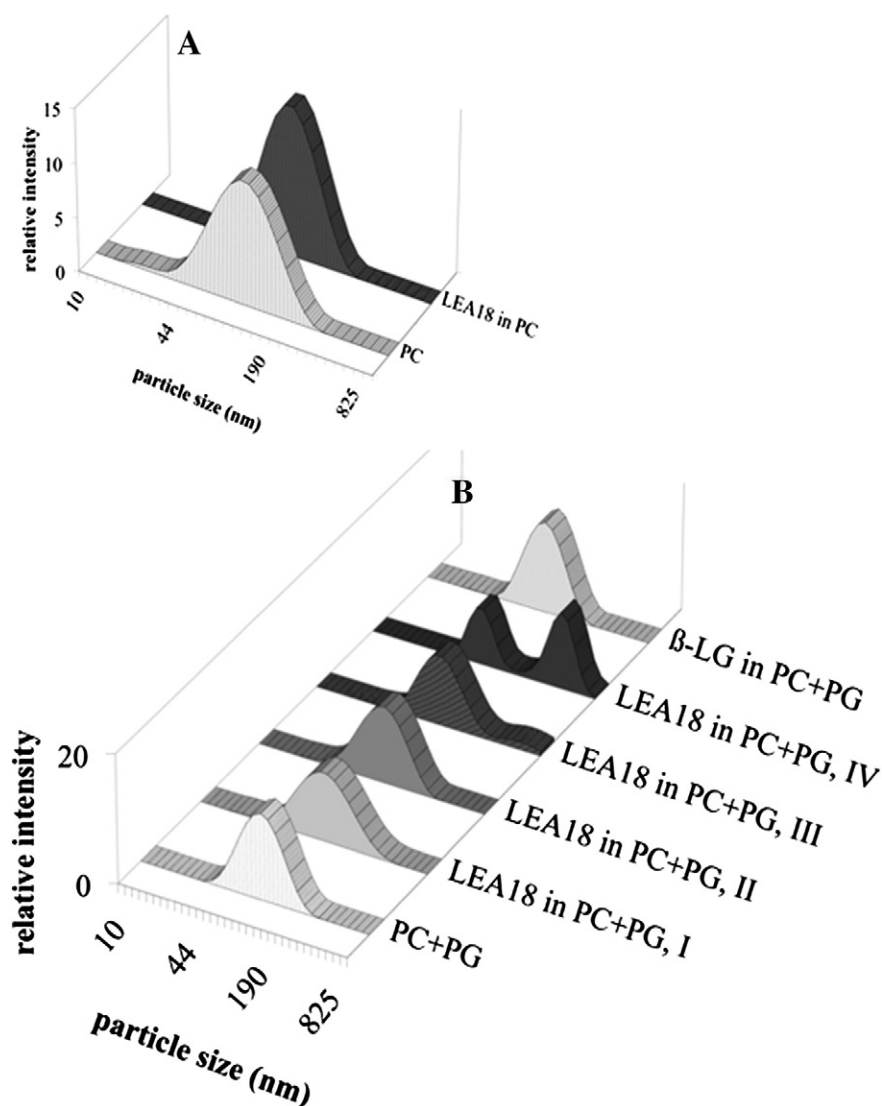 A
15
10
5
0
relative intensity
10
44
190
825
particle size (nm)
LEA18 in PC
PC
B
20
0
relative intensity
10
44
190
825
particle size (nm)
ß-LG in PC+PG
LEA18 in PC+PG, IV
LEA18 in PC+PG, III
LEA18 in PC+PG, II
LEA18 in PC+PG, I
PC+PG